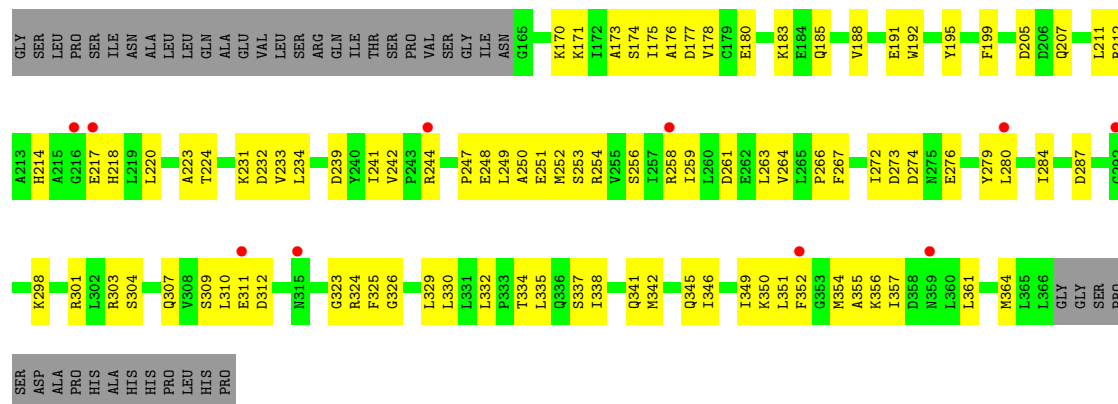 GLY SER LEU PRO SER ILE ASN ALA LEU LEU GLN ALA GLU VAL LEU SER ARG GLN ILE THR SER PRO PRO VAL SER GLY ILE ASN G165 K170 K171 I172 A173 S174 I175 A176 D177 V178 C179 E180 K183 E184 Q185 V188 E191 W192 Y195 F199 D205 D206 Q207 L211
A213 H214 A215 G216 E217 H218 L219 L220 A223 T224 K231 D232 V233 L234 D239 Y240 I241 V242 P243 R244 P247 E248 L249 A250 E251 M252 S253 R254 V255 S256 I257 R258 I259 L260 D261 E262 L263 V264 L265 P266 F267 I272 D273 D274 N275 E276 Y279 L280 I284 D287
K298 R301 L302 R303 S304 Q307 V308 S309 L310 E311 D312 N315 G323 R324 F325 G326 L329 L330 L331 L332 P333 T334 L335 Q336 S337 I338 Q341 M342 Q345 I346 I349 K350 L351 F352 G353 M354 A355 K356 I357 D358 N359 L360 L361 M364 L365 L366 GLY GLY SER PRO
SER ASP ALA PRO HIS ALA HIS HIS PRO LEU HIS PRO